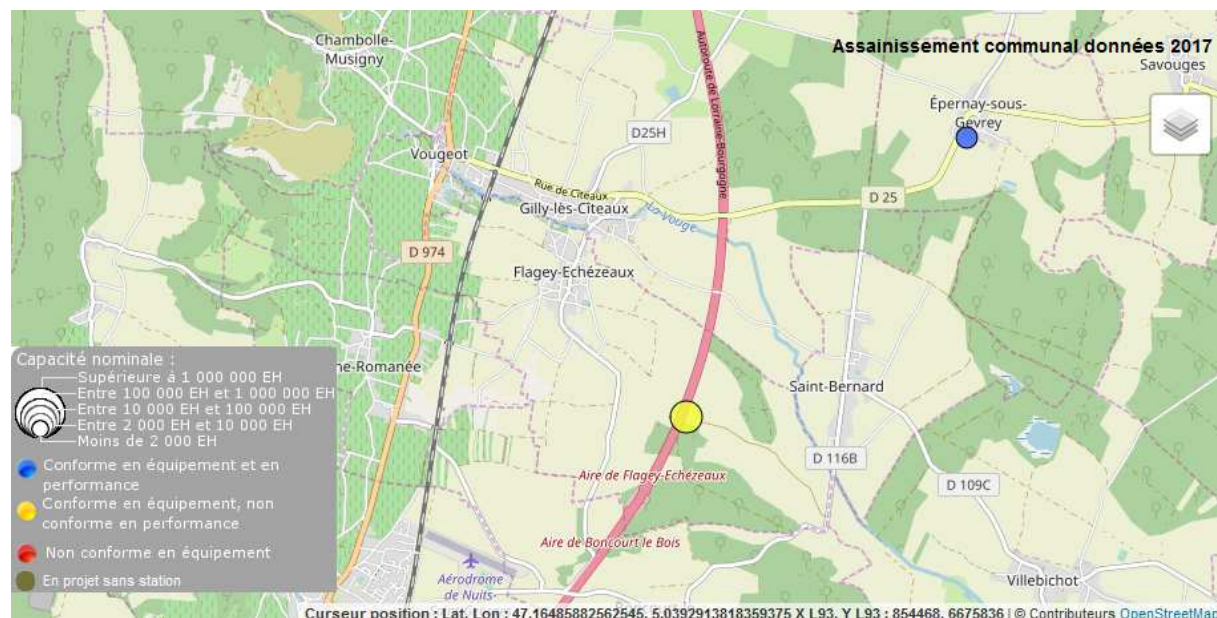 Assainissement communal données 2017
Chambolle-
Musigny
Autoroute de Lorraine-Bourgogne
Savouges
Épernay-sous-
Gevrey
D25H
Vougeot
Rue de Cîteaux
Gilly-lès-Cîteaux
La Vouge
D 25
D 974
Flagey-Echézeaux
Capacité nominale :
Supérieure à 1 000 000 EH
Entre 100 000 EH et 1 000 000 EH
Entre 10 000 EH et 100 000 EH
Entre 2 000 EH et 10 000 EH
Moins de 2 000 EH
Conforme en équipement et en
performance
Conforme en équipement, non
conforme en performance
Non conforme en équipement
En projet sans station
ne-Romanée
Saint-Bernard
D 116B
Aire de Flagey-Echézeaux
D 109C
Aire de Boncourt le Bois
Aérodrome
de Nuits-
Villebichot
Curseur position : Lat, Lon : 47.16485882562545, 5.0392913818359375 X L93, Y L93 : 854468, 6675836 | © Contributeurs OpenStreetMap